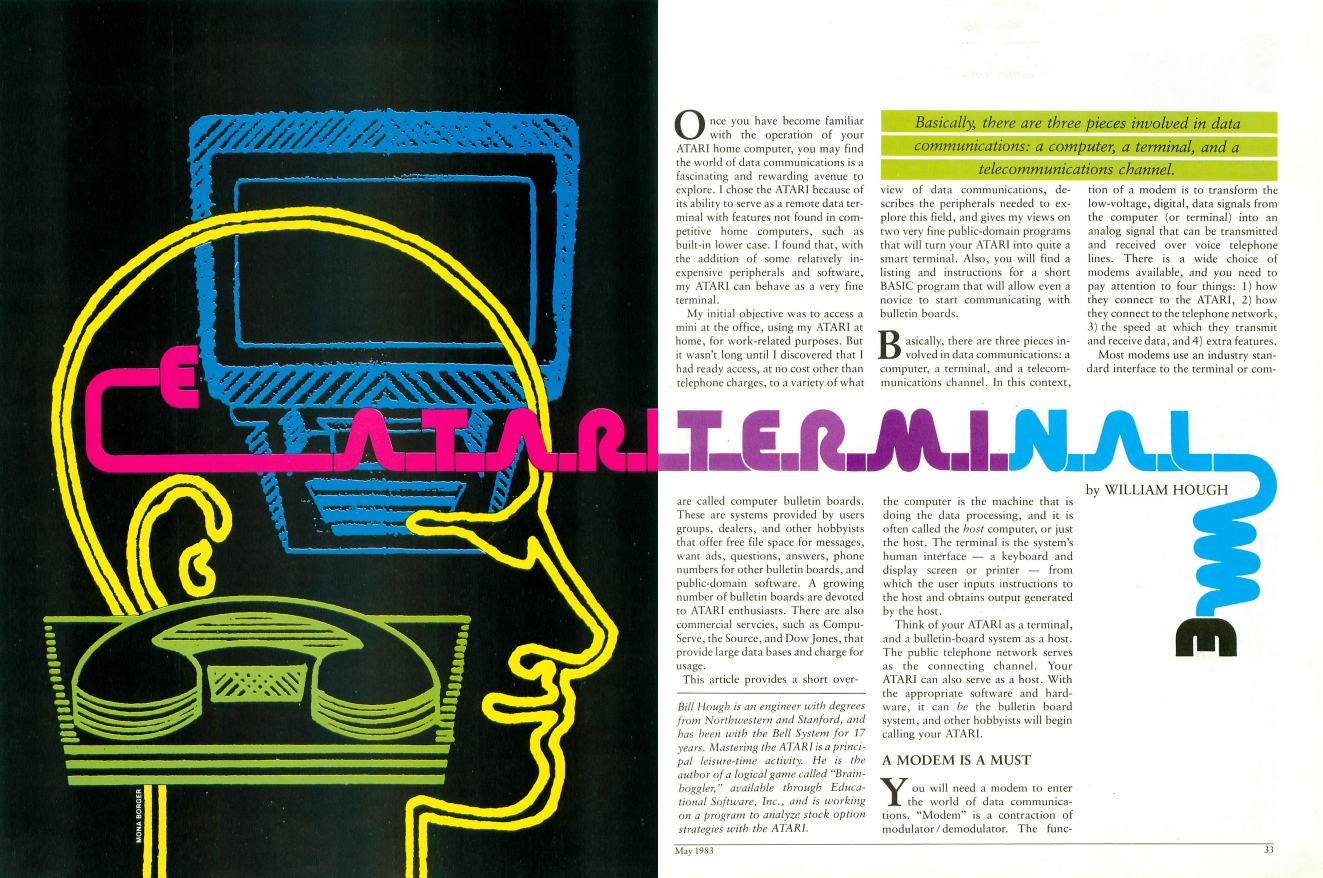 MONA BORGER
ATARI TERMINAL
by WILLIAM HOUGH
Once you have become familiar
with the operation of your
ATARI home computer, you may find
the world of data communications is a
fascinating and rewarding avenue to
explore. I chose the ATARI because of
its ability to serve as a remote data ter-
minal with features not found in com-
petitive home computers, such as
built-in lower case. I found that, with
the addition of some relatively in-
expensive peripherals and software,
my ATARI can behave as a very fine
terminal.
My initial objective was to access a
mini at the office, using my ATARI at
home, for work-related purposes. But
it wasn't long until I discovered that I
had ready access, at no cost other than
telephone charges, to a variety of what
are called computer bulletin boards.
These are systems provided by users
groups, dealers, and other hobbyists
that offer free file space for messages,
want ads, questions, answers, phone
numbers for other bulletin boards, and
public-domain software. A growing
number of bulletin boards are devoted
to ATARI enthusiasts. There are also
commercial servcies, such as Compu-
Serve, the Source, and Dow Jones, that
provide large data bases and charge for
usage.
This article provides a short over-
Bill Hough is an engineer with degrees
from Northwestern and Stanford, and
has been with the Bell System for 17
years. Mastering the ATARI is a princi-
pal leisure-time activity. He is the
author of a logical game called "Brain-
boggler," available through Educa-
tional Software, Inc., and is working
on a program to analyze stock option
strategies with the ATARI.
Basically, there are three pieces involved in data
communications: a computer, a terminal, and a
telecommunications channel.
view of data communications, de-
scribes the peripherals needed to ex-
plore this field, and gives my views on
two very fine public-domain programs
that will turn your ATARI into quite a
smart terminal. Also, you will find a
listing and instructions for a short
BASIC program that will allow even a
novice to start communicating with
bulletin boards.
Basically, there are three pieces in-
volved in data communications: a
computer, a terminal, and a telecom-
munications channel. In this context,
the computer is the machine that is
doing the data processing, and it is
often called the host computer, or just
the host. The terminal is the system's
human interface — a keyboard and
display screen or printer — from
which the user inputs instructions to
the host and obtains output generated
by the host.
Think of your ATARI as a terminal,
and a bulletin-board system as a host.
The public telephone network serves
as the connecting channel. Your
ATARI can also serve as a host. With
the appropriate software and hard-
ware, it can be the bulletin board
system, and other hobbyists will begin
calling your ATARI.
A MODEM IS A MUST
You will need a modem to enter
the world of data communica-
tions. "Modem" is a contraction of
modulator/demodulator. The func-
tion of a modem is to transform the
low-voltage, digital, data signals from
the computer (or terminal) into an
analog signal that can be transmitted
and received over voice telephone
lines. There is a wide choice of
modems available, and you need to
pay attention to four things: 1) how
they connect to the ATARI, 2) how
they connect to the telephone network,
3) the speed at which they transmit
and receive data, and 4) extra features.
Most modems use an industry stan-
dard interface to the terminal or com-
May 1983
33